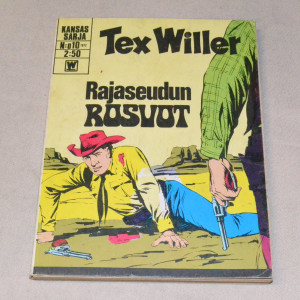 KANSAS
SARJA
N:o 10
2:50
W
TEX WILLER
Rajaseudun
ROSVOT